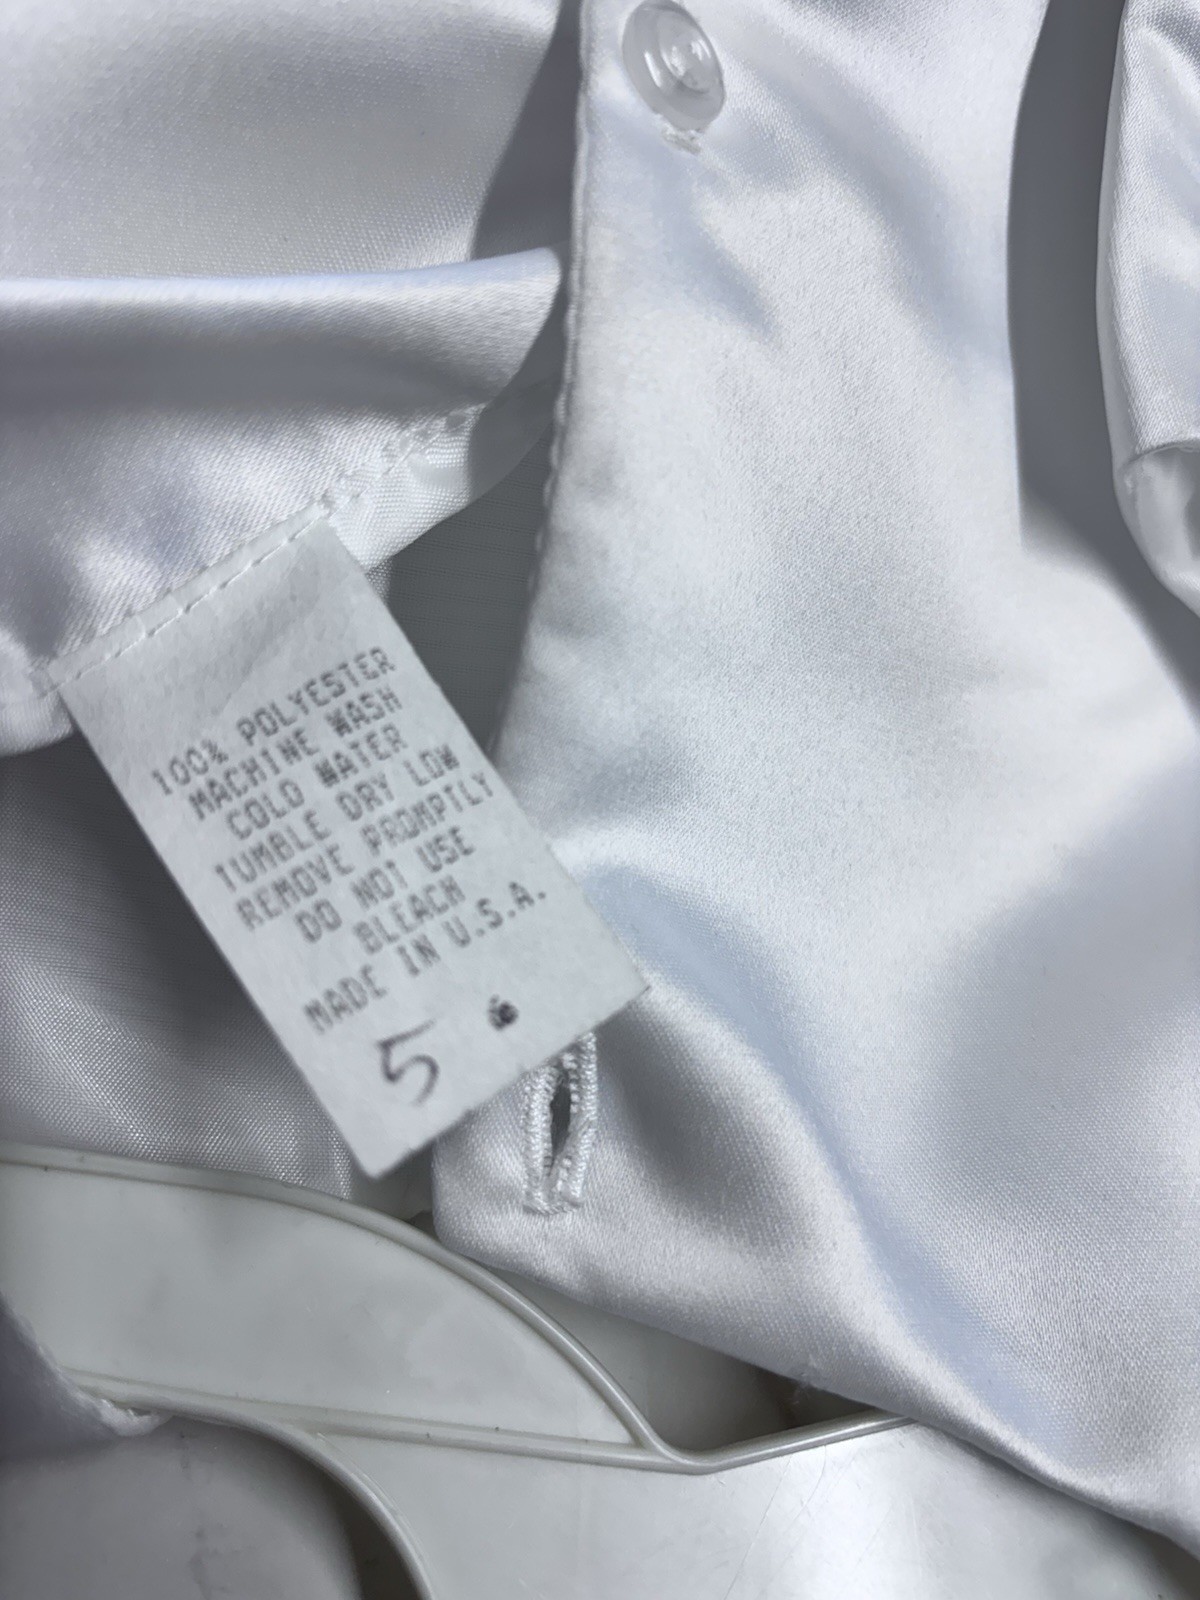 100% POLYESTER
MACHINE WASH
COLD WATER
TUMBLE DRY LOW
REMOVE PROMPTLY
DO NOT USE
BLEACH
MADE IN U.S.A.
5